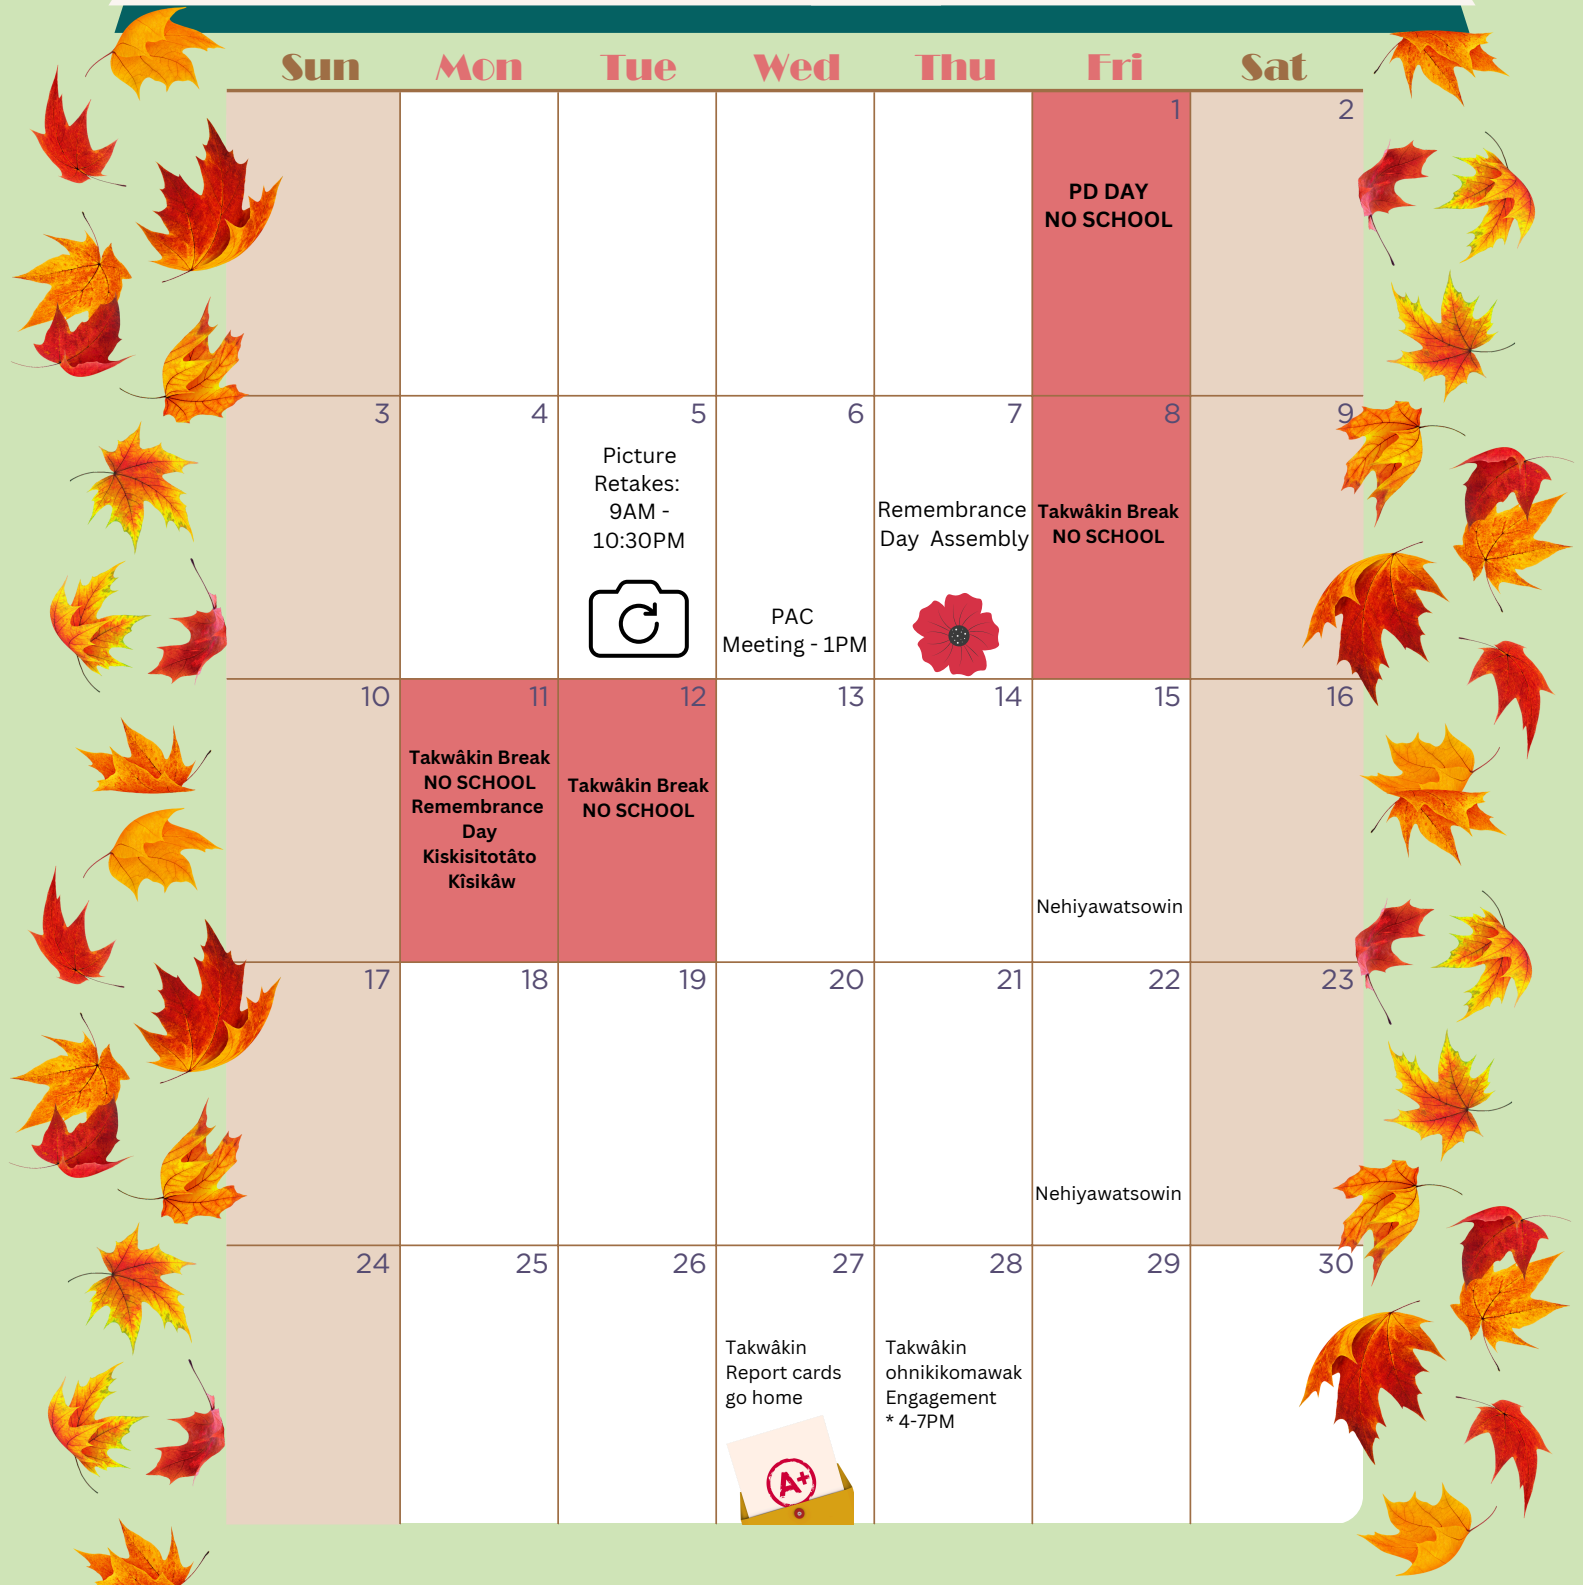 Sun Mon Tue Wed Thu Fri Sat
1 2
PD DAY
NO SCHOOL
3 4 5 6 7 8 9
Picture
Retakes:
9AM -
10:30PM
PAC
Meeting - 1PM
Remembrance
Day Assembly
Takwâkin Break
NO SCHOOL
10 11 12 13 14 15 16
Takwâkin Break
NO SCHOOL
Remembrance
Day
Kiskisitotâto
Kîsikâw
Takwâkin Break
NO SCHOOL
Nehiyawatsowin
17 18 19 20 21 22 23
Nehiyawatsowin
24 25 26 27 28 29 30
Takwâkin
Report cards
go home
A+
Takwâkin
ohnikikomawak
Engagement
* 4-7PM